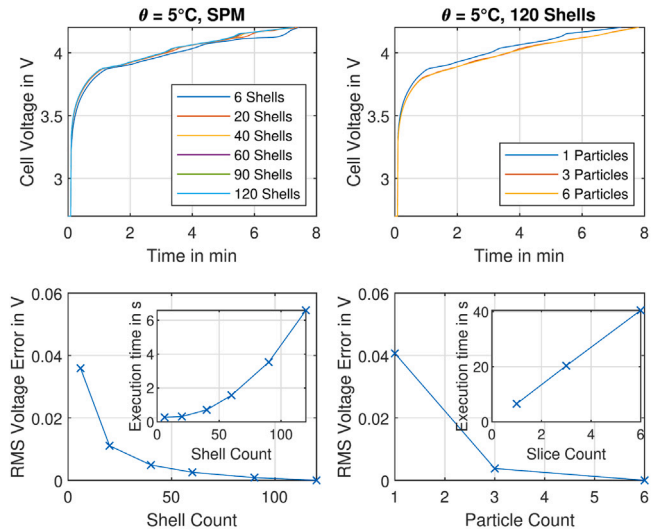 θ = 5°C, SPM
Cell Voltage in V
4
3.5
3
6 Shells
20 Shells
40 Shells
60 Shells
90 Shells
120 Shells
0 2 4 6 8
Time in min
θ = 5°C, 120 Shells
Cell Voltage in V
4
3.5
3
1 Particles
3 Particles
6 Particles
0 2 4 6 8
Time in min
RMS Voltage Error in V
0.06
0.04
0.02
0
Execution time in s
6
4
2
0
0 50 100
Shell Count
0 50 100
Shell Count
RMS Voltage Error in V
0.06
0.04
0.02
0
Execution time in s
40
20
0
0 2 4 6
Slice Count
1 2 3 4 5 6
Particle Count